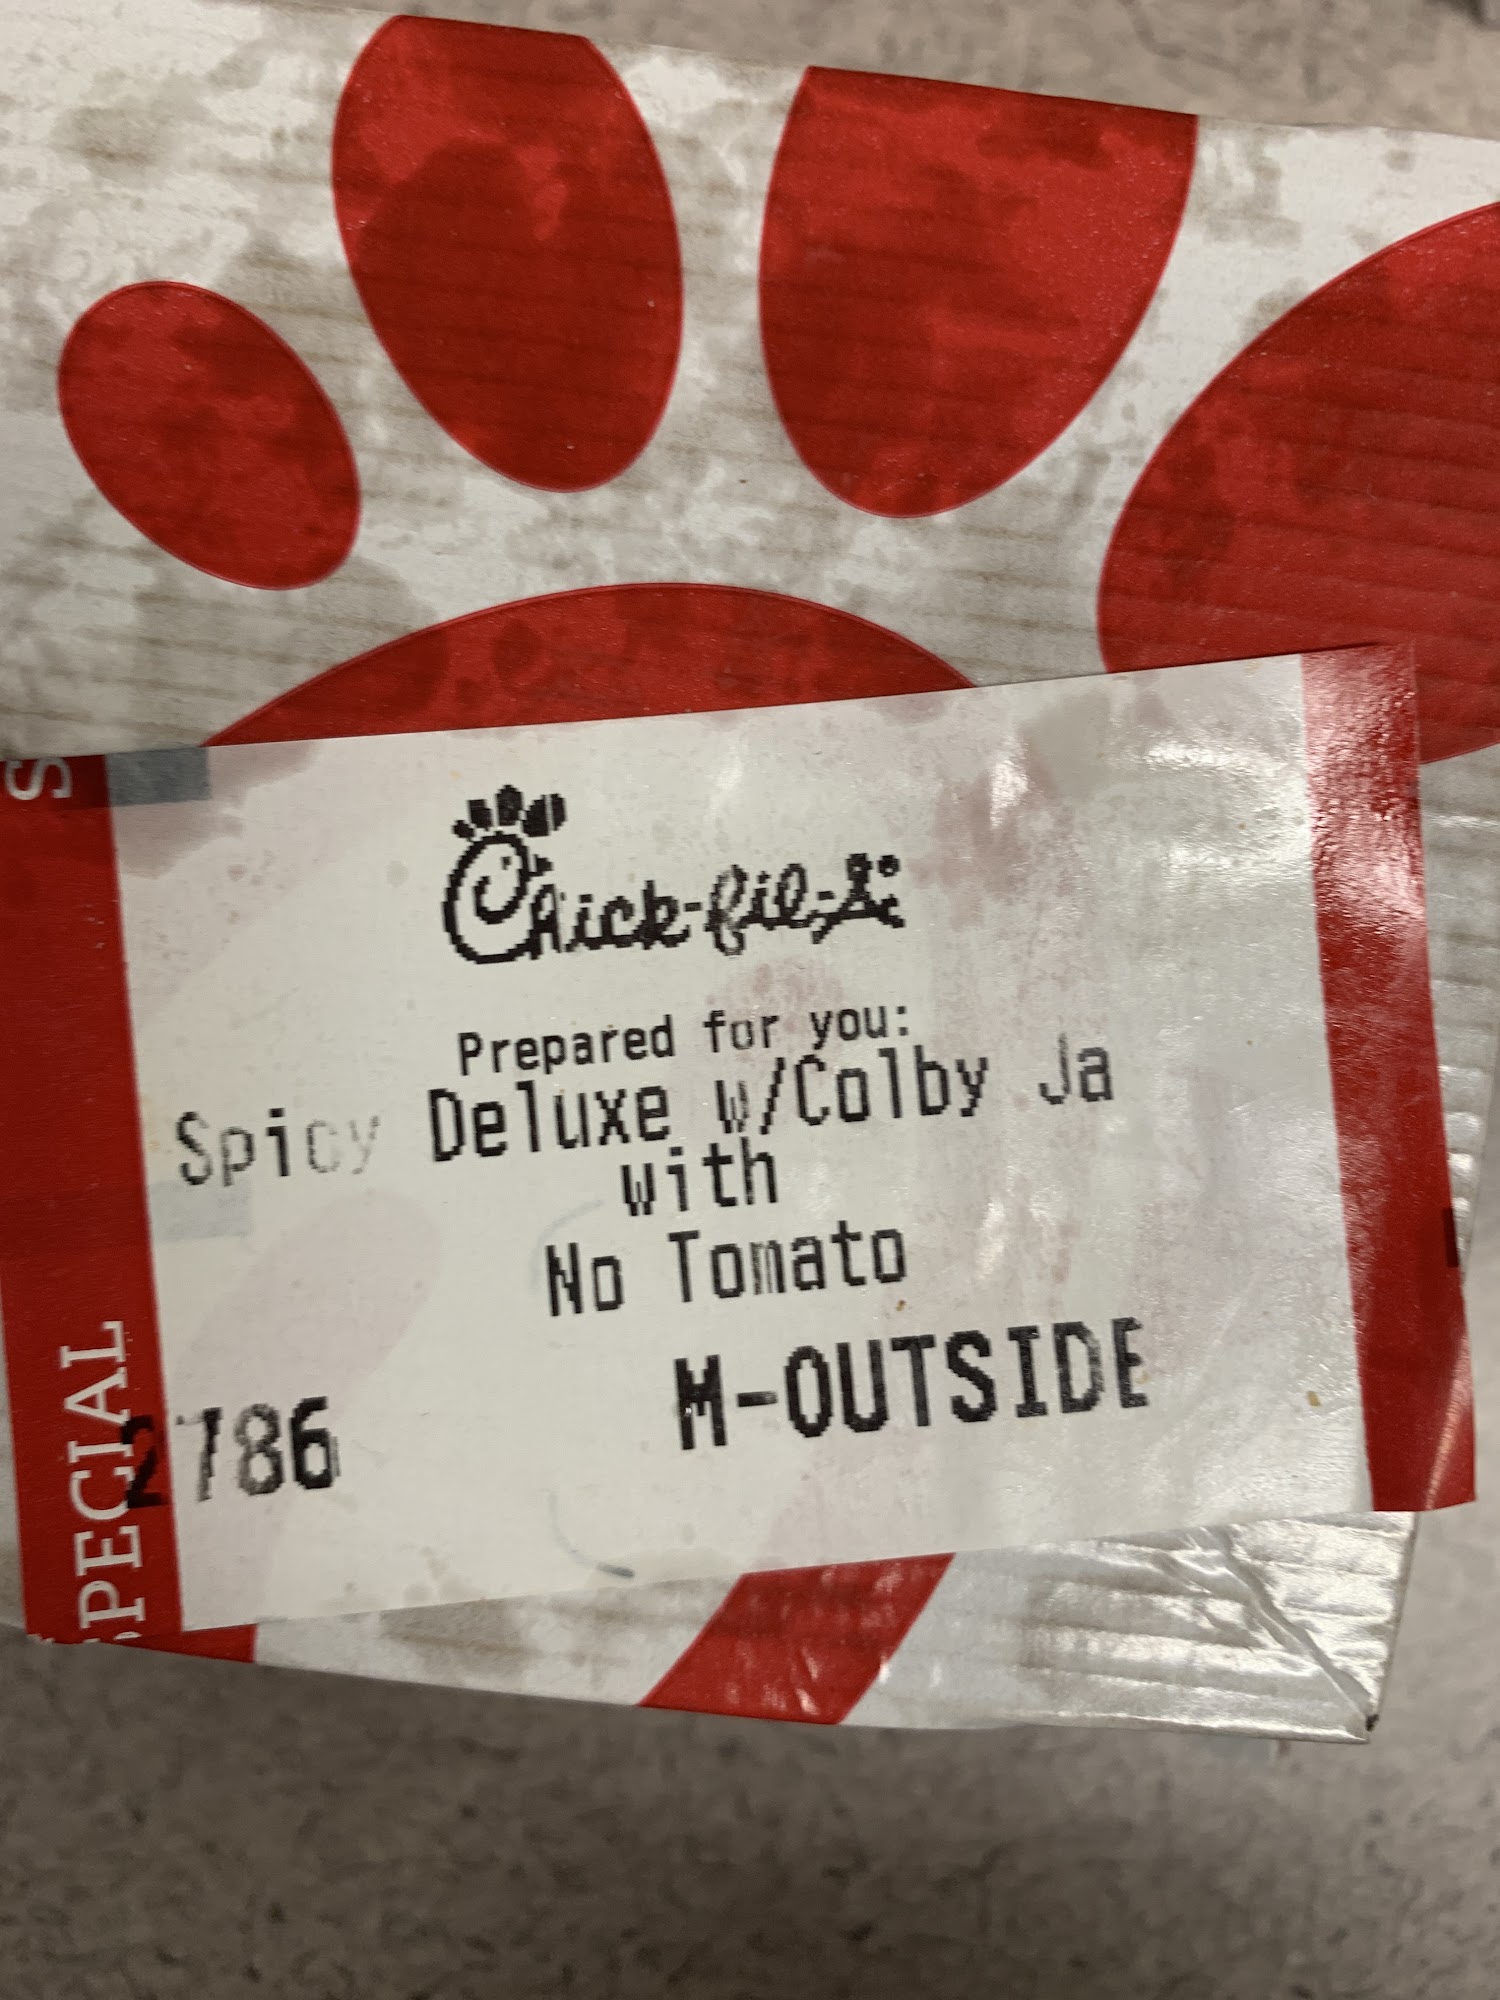 Chick-fil-A
Prepared for you:
Spicy Deluxe w/Colby Ja
with
No Tomato
M-OUTSIDE
2786
SPECIAL
S